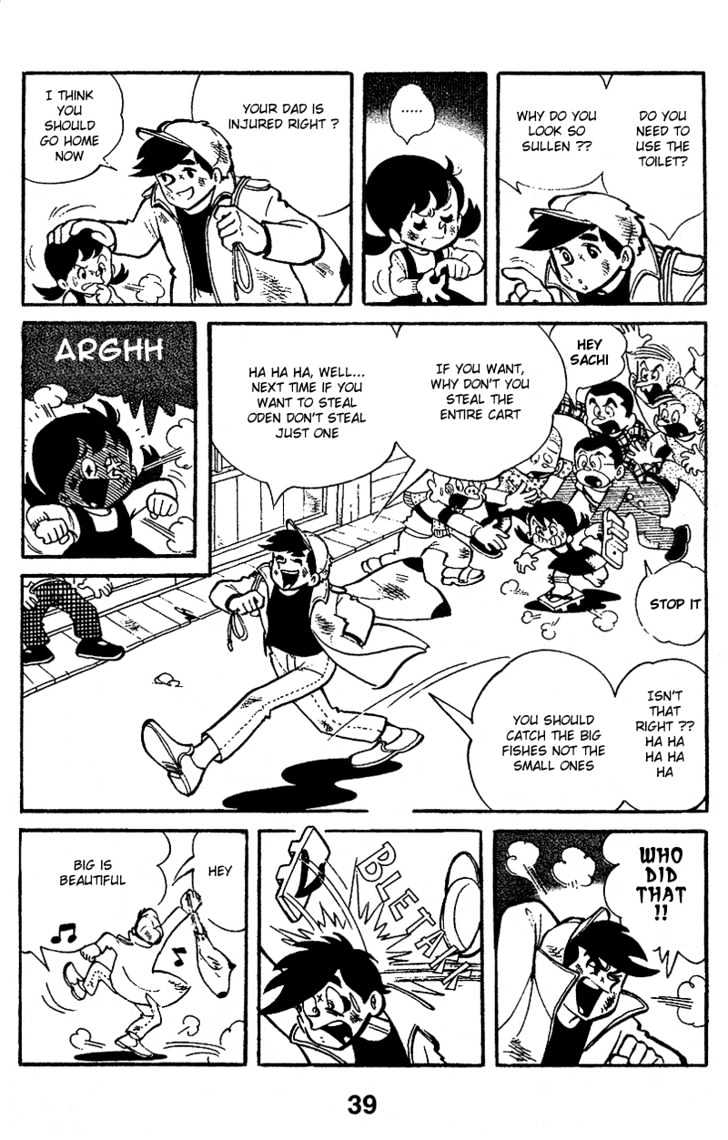 I THINK
YOU
SHOULD
GO HOME
NOW
YOUR DAD IS
INJURED RIGHT ?
.....
WHY DO YOU
LOOK SO
SULLEN ??
DO YOU
NEED TO
USE THE
TOILET?
ARGHH
HA HA HA, WELL...
NEXT TIME IF YOU
WANT TO STEAL
ODEN DON'T STEAL
JUST ONE
IF YOU WANT,
WHY DON'T YOU
STEAL THE
ENTIRE CART
HEY
SACHI
STOP IT
YOU SHOULD
CATCH THE BIG
FISHES NOT THE
SMALL ONES
ISN'T
THAT
RIGHT ??
HA HA
HA HA
HA
BIG IS
BEAUTIFUL
HEY
BLETAK
WHO
DID
THAT
!!
39